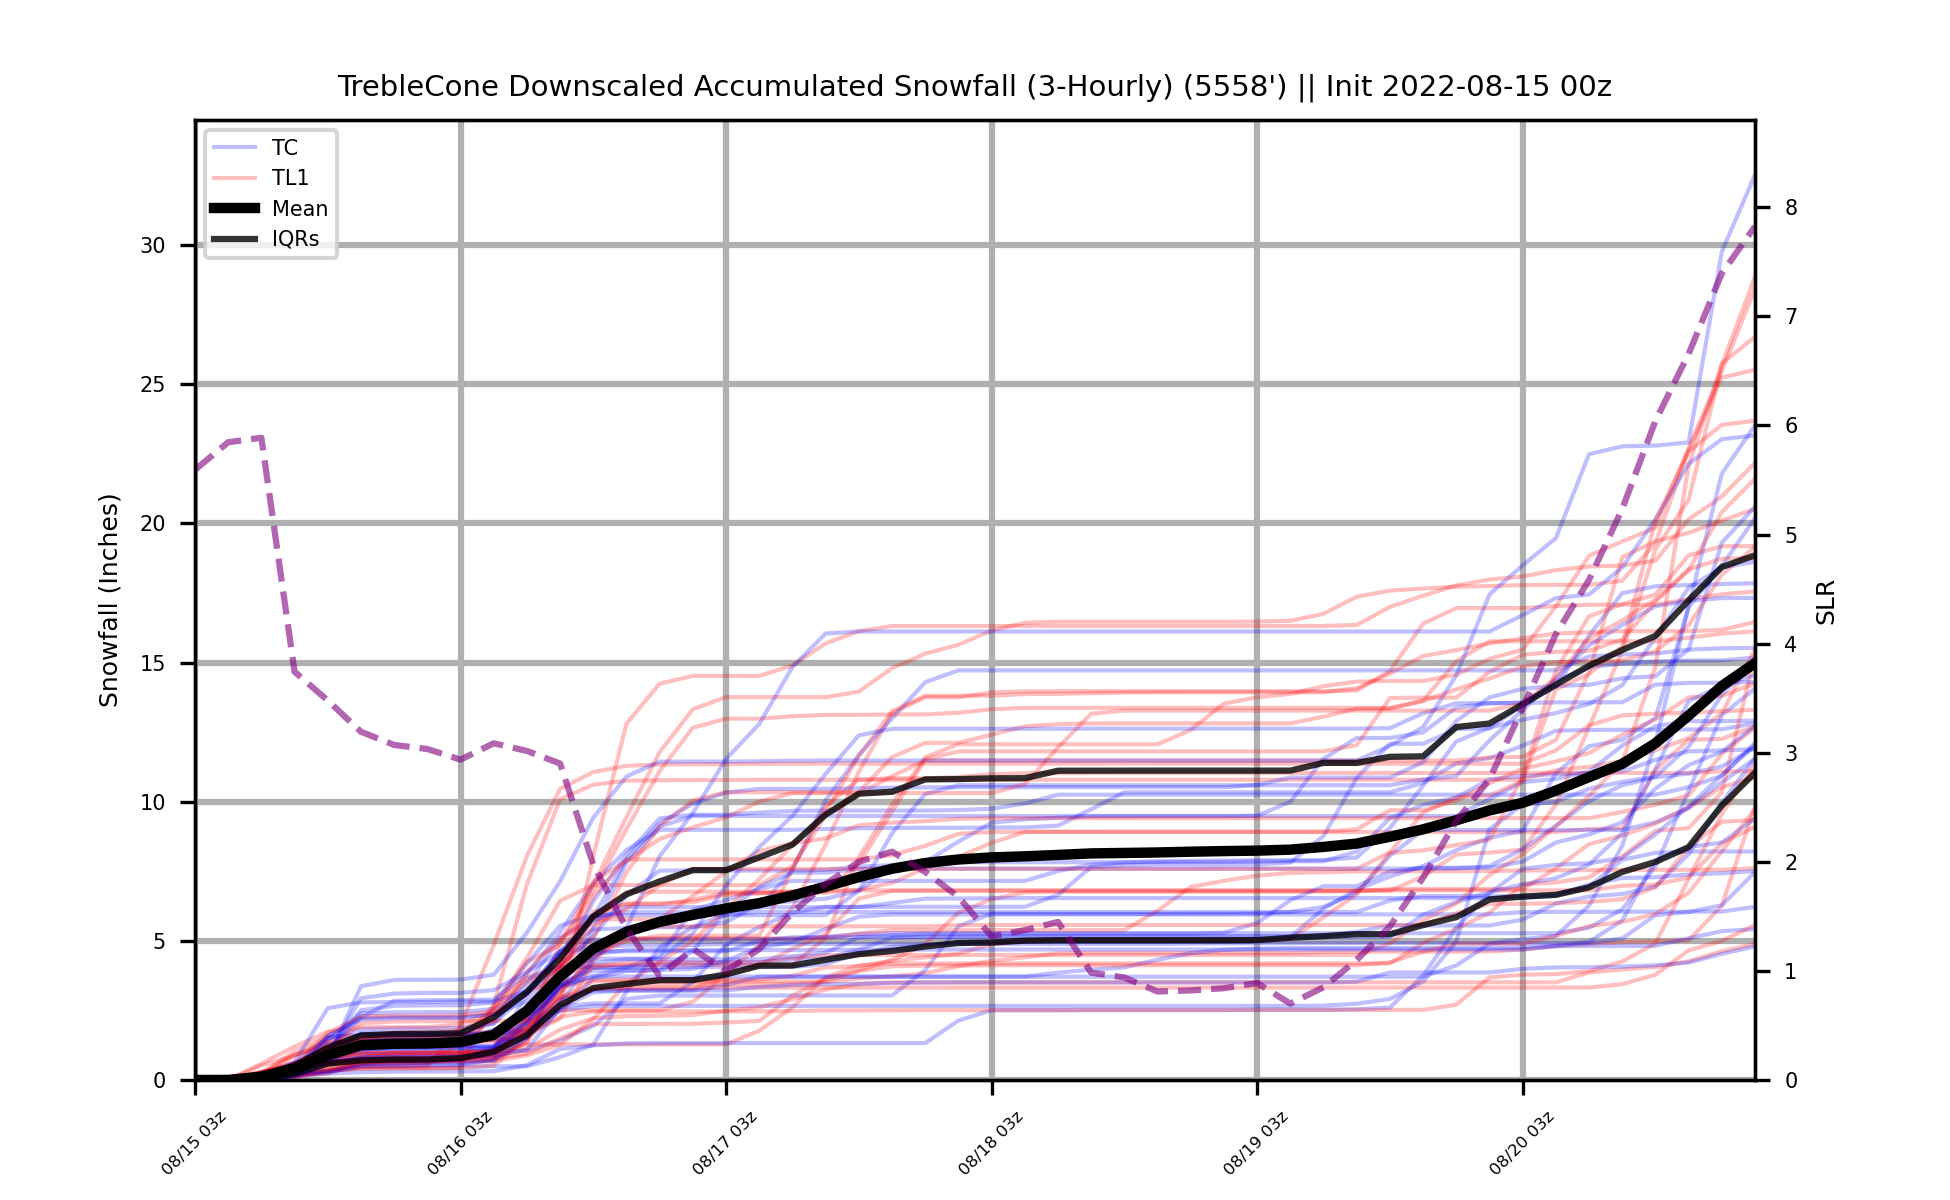 TrebleCone Downscaled Accumulated Snowfall (3-Hourly) (5558') || Init 2022-08-15 00z
TC
TL1
Mean
IQRs
Snowfall (Inches)
30
25
20
15
10
5
0
8
7
6
5
4
3
2
1
0
SLR
08/15 03z
08/16 03z
08/17 03z
08/18 03z
08/19 03z
08/20 03z